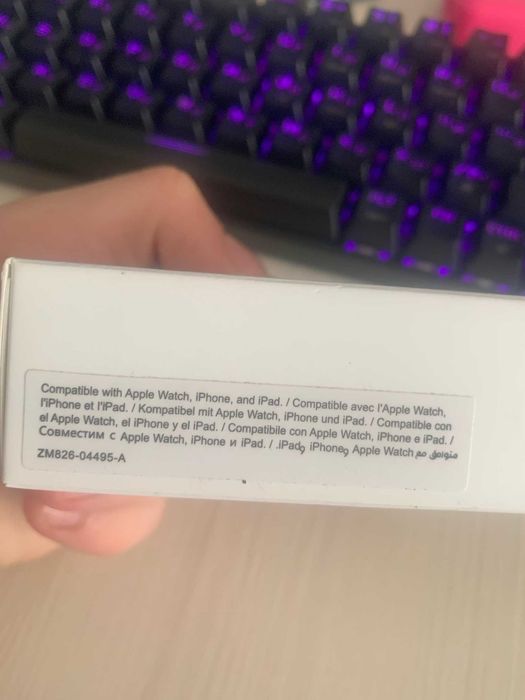 Compatible with Apple Watch, iPhone, and iPad. / Compatible avec l'Apple Watch,
l'iPhone et l'iPad. / Kompatibel mit Apple Watch, iPhone und iPad. / Compatible con
el Apple Watch, el iPhone y el iPad. / Compatibile con Apple Watch, iPhone e iPad. /
Совместим с Apple Watch, iPhone и iPad. / .iPadو iPhoneو Apple Watch متوافق مع
ZM826-04495-A